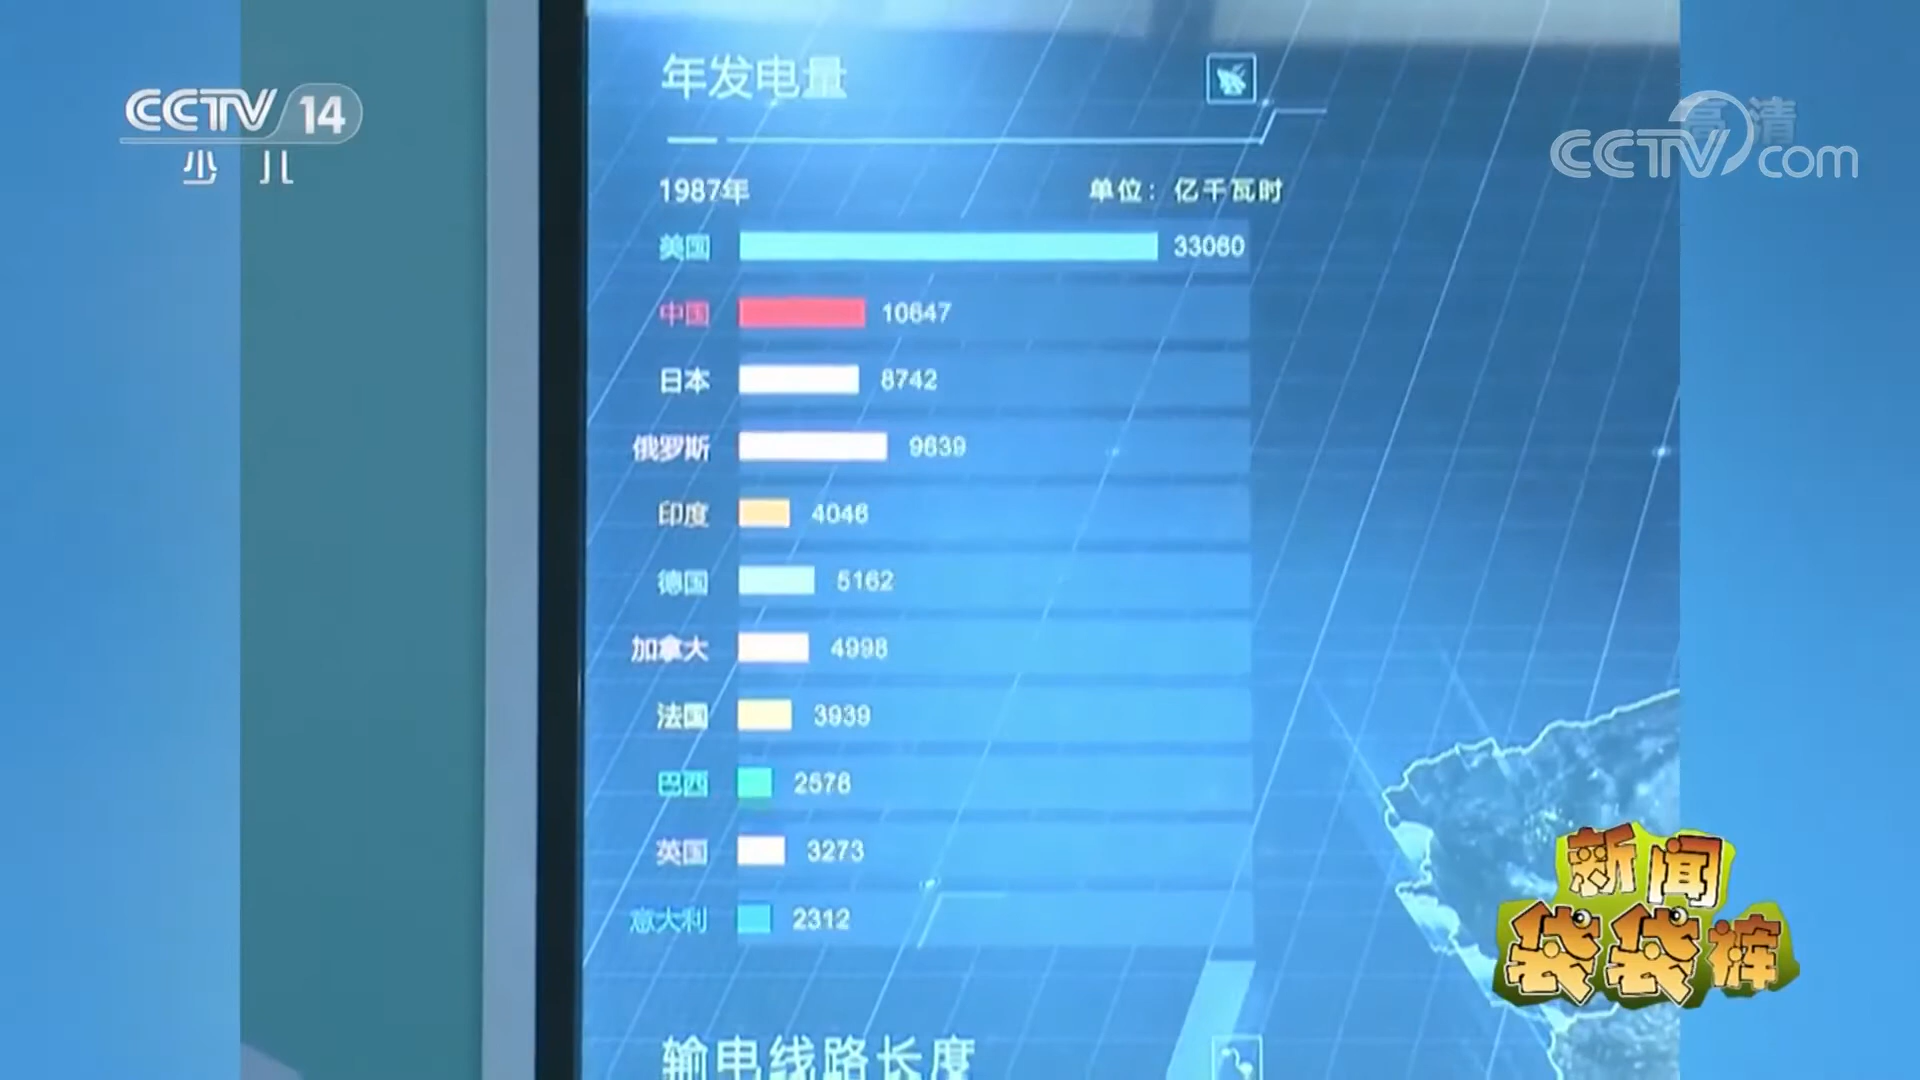 CCTV 14
少儿
高清
CCTV com
年发电量
1987年 单位：亿千瓦时
美国 33060
中国 10647
日本 8742
俄罗斯 9639
印度 4046
德国 5162
加拿大 4998
法国 3939
巴西 2576
英国 3273
意大利 2312
输电线路长度
新闻
袋袋裤